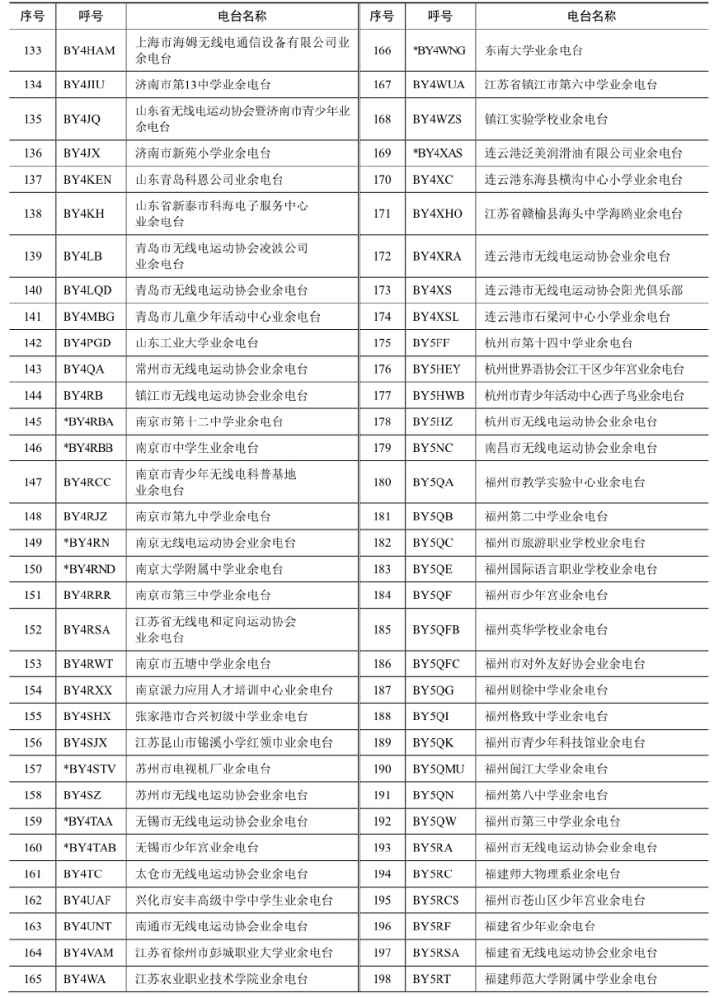 序号 呼号 电台名称 序号 呼号 电台名称
133 BY4HAM 上海市海姆无线电通信设备有限公司业
余电台 166 *BY4WNG 东南大学业余电台
134 BY4JIU 济南市第13中学业余电台 167 BY4WUA 江苏省镇江市第六中学业余电台
135 BY4JQ 山东省无线电运动协会暨济南市青少年业
余电台 168 BY4WZS 镇江实验学校业余电台
136 BY4JX 济南市新苑小学业余电台 169 *BY4XAS 连云港泛美润滑油有限公司业余电台
137 BY4KEN 山东青岛科恩公司业余电台 170 BY4XC 连云港东海县横沟中心小学业余电台
138 BY4KH 山东省新泰市科海电子服务中心
业余电台 171 BY4XHO 江苏省赣榆县海头中学海鸥业余电台
139 BY4LB 青岛市无线电运动协会凌波公司
业余电台 172 BY4XRA 连云港市无线电运动协会业余电台
140 BY4LQD 青岛市无线电运动协会业余电台 173 BY4XS 连云港市无线电运动协会阳光俱乐部
141 BY4MBG 青岛市儿童少年活动中心业余电台 174 BY4XSL 连云港市石梁河中心小学业余电台
142 BY4PGD 山东工业大学业余电台 175 BY5FF 杭州市第十四中学业余电台
143 BY4QA 常州市无线电运动协会业余电台 176 BY5HEY 杭州世界语协会江干区少年宫业余电台
144 BY4RB 镇江市无线电运动协会业余电台 177 BY5HWB 杭州市青少年活动中心西子鸟业余电台
145 *BY4RBA 南京市第十二中学业余电台 178 BY5HZ 杭州市无线电运动协会业余电台
146 *BY4RBB 南京市中学生业余电台 179 BY5NC 南昌市无线电运动协会业余电台
147 BY4RCC 南京市青少年无线电科普基地
业余电台 180 BY5QA 福州市教学实验中心业余电台
148 BY4RJZ 南京市第九中学业余电台 181 BY5QB 福州第二中学业余电台
149 *BY4RN 南京无线电运动协会业余电台 182 BY5QC 福州市旅游职业学校业余电台
150 *BY4RND 南京大学附属中学业余电台 183 BY5QE 福州国际语言职业学校业余电台
151 BY4RRR 南京市第三中学业余电台 184 BY5QF 福州市少年宫业余电台
152 BY4RSA 江苏省无线电和定向运动协会
业余电台 185 BY5QFB 福州英华学校业余电台
153 BY4RWT 南京市五塘中学业余电台 186 BY5QFC 福州市对外友好协会业余电台
154 BY4RXX 南京派力应用人才培训中心业余电台 187 BY5QG 福州则徐中学业余电台
155 BY4SHX 张家港市合兴初级中学业余电台 188 BY5QI 福州格致中学业余电台
156 BY4SJX 江苏昆山市锦溪小学红领巾业余电台 189 BY5QK 福州市青少年科技馆业余电台
157 *BY4STV 苏州市电视机厂业余电台 190 BY5QMU 福州闽江大学业余电台
158 BY4SZ 苏州市无线电运动协会业余电台 191 BY5QN 福州第八中学业余电台
159 *BY4TAA 无锡市无线电运动协会业余电台 192 BY5QW 福州市第三中学业余电台
160 *BY4TAB 无锡市少年宫业余电台 193 BY5RA 福州市无线电运动协会业余电台
161 BY4TC 太仓市无线电运动协会业余电台 194 BY5RC 福建师大物理系业余电台
162 BY4UAF 兴化市安丰高级中学中学生业余电台 195 BY5RCS 福州市苍山区少年宫业余电台
163 BY4UNT 南通市无线电运动协会业余电台 196 BY5RF 福建省少年业余电台
164 BY4VAM 江苏省徐州市彭城职业大学业余电台 197 BY5RSA 福建省无线电运动协会业余电台
165 BY4WA 江苏农业职业技术学院业余电台 198 BY5RT 福建师范大学附属中学业余电台